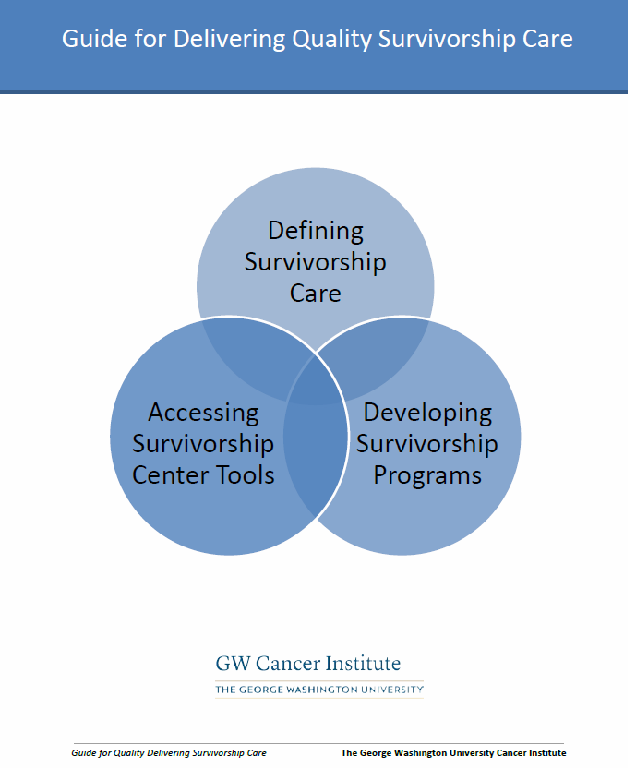 Guide for Delivering Quality Survivorship Care
Defining
Survivorship
Care
Accessing
Survivorship
Center Tools
Developing
Survivorship
Programs
GW Cancer Institute
THE GEORGE WASHINGTON UNIVERSITY
Guide for Quality Delivering Survivorship Care
The George Washington University Cancer Institute